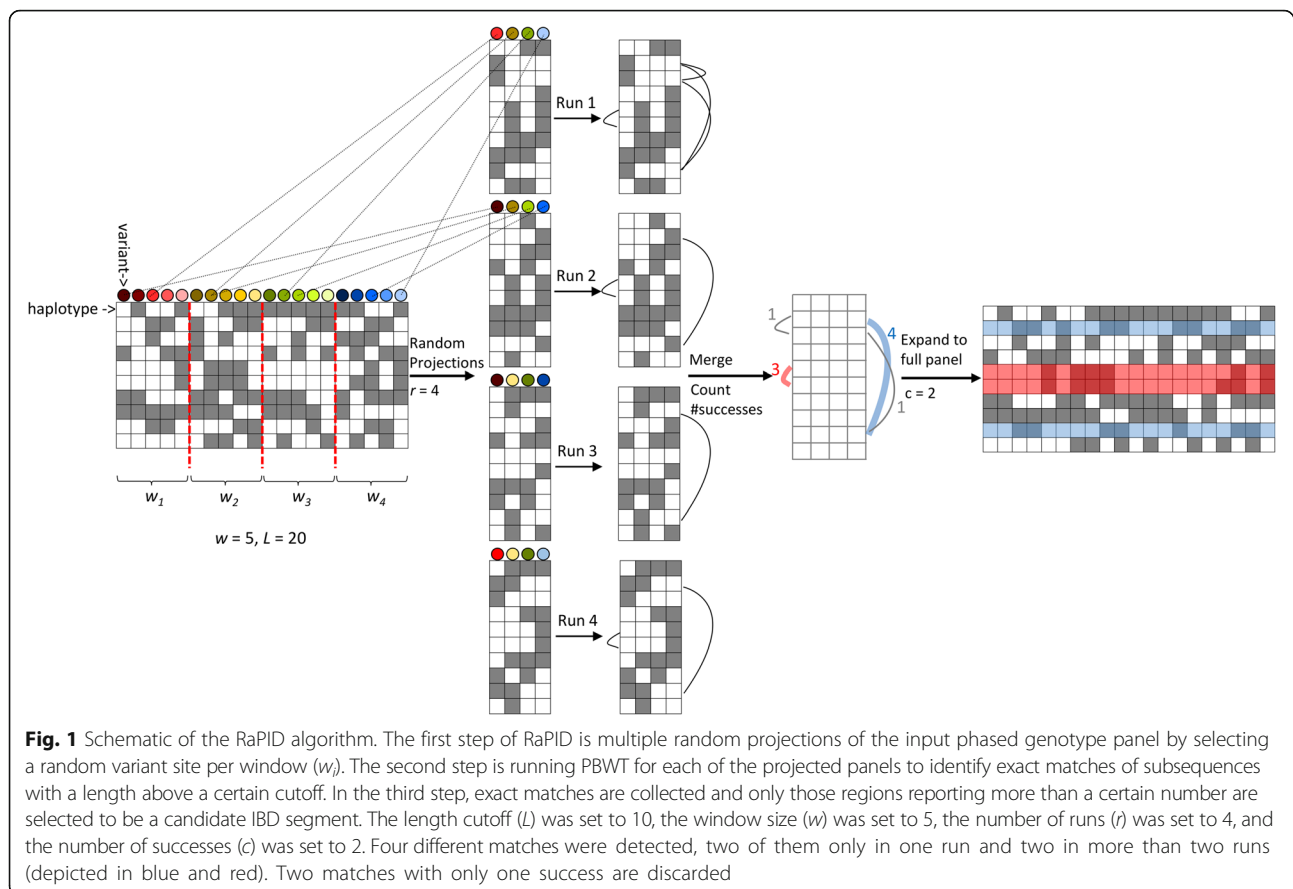 Run 1
Run 2
variant->
haplotype ->
Random
Projections
r = 4
Merge
Count
#successes
1
3
4
1
Expand to
full panel
c = 2
Run 3
w1
w2
w3
w4
w = 5, L = 20
Run 4
Fig. 1 Schematic of the RaPID algorithm. The first step of RaPID is multiple random projections of the input phased genotype panel by selecting
a random variant site per window (wi). The second step is running PBWT for each of the projected panels to identify exact matches of subsequences
with a length above a certain cutoff. In the third step, exact matches are collected and only those regions reporting more than a certain number are
selected to be a candidate IBD segment. The length cutoff (L) was set to 10, the window size (w) was set to 5, the number of runs (r) was set to 4, and
the number of successes (c) was set to 2. Four different matches were detected, two of them only in one run and two in more than two runs
(depicted in blue and red). Two matches with only one success are discarded